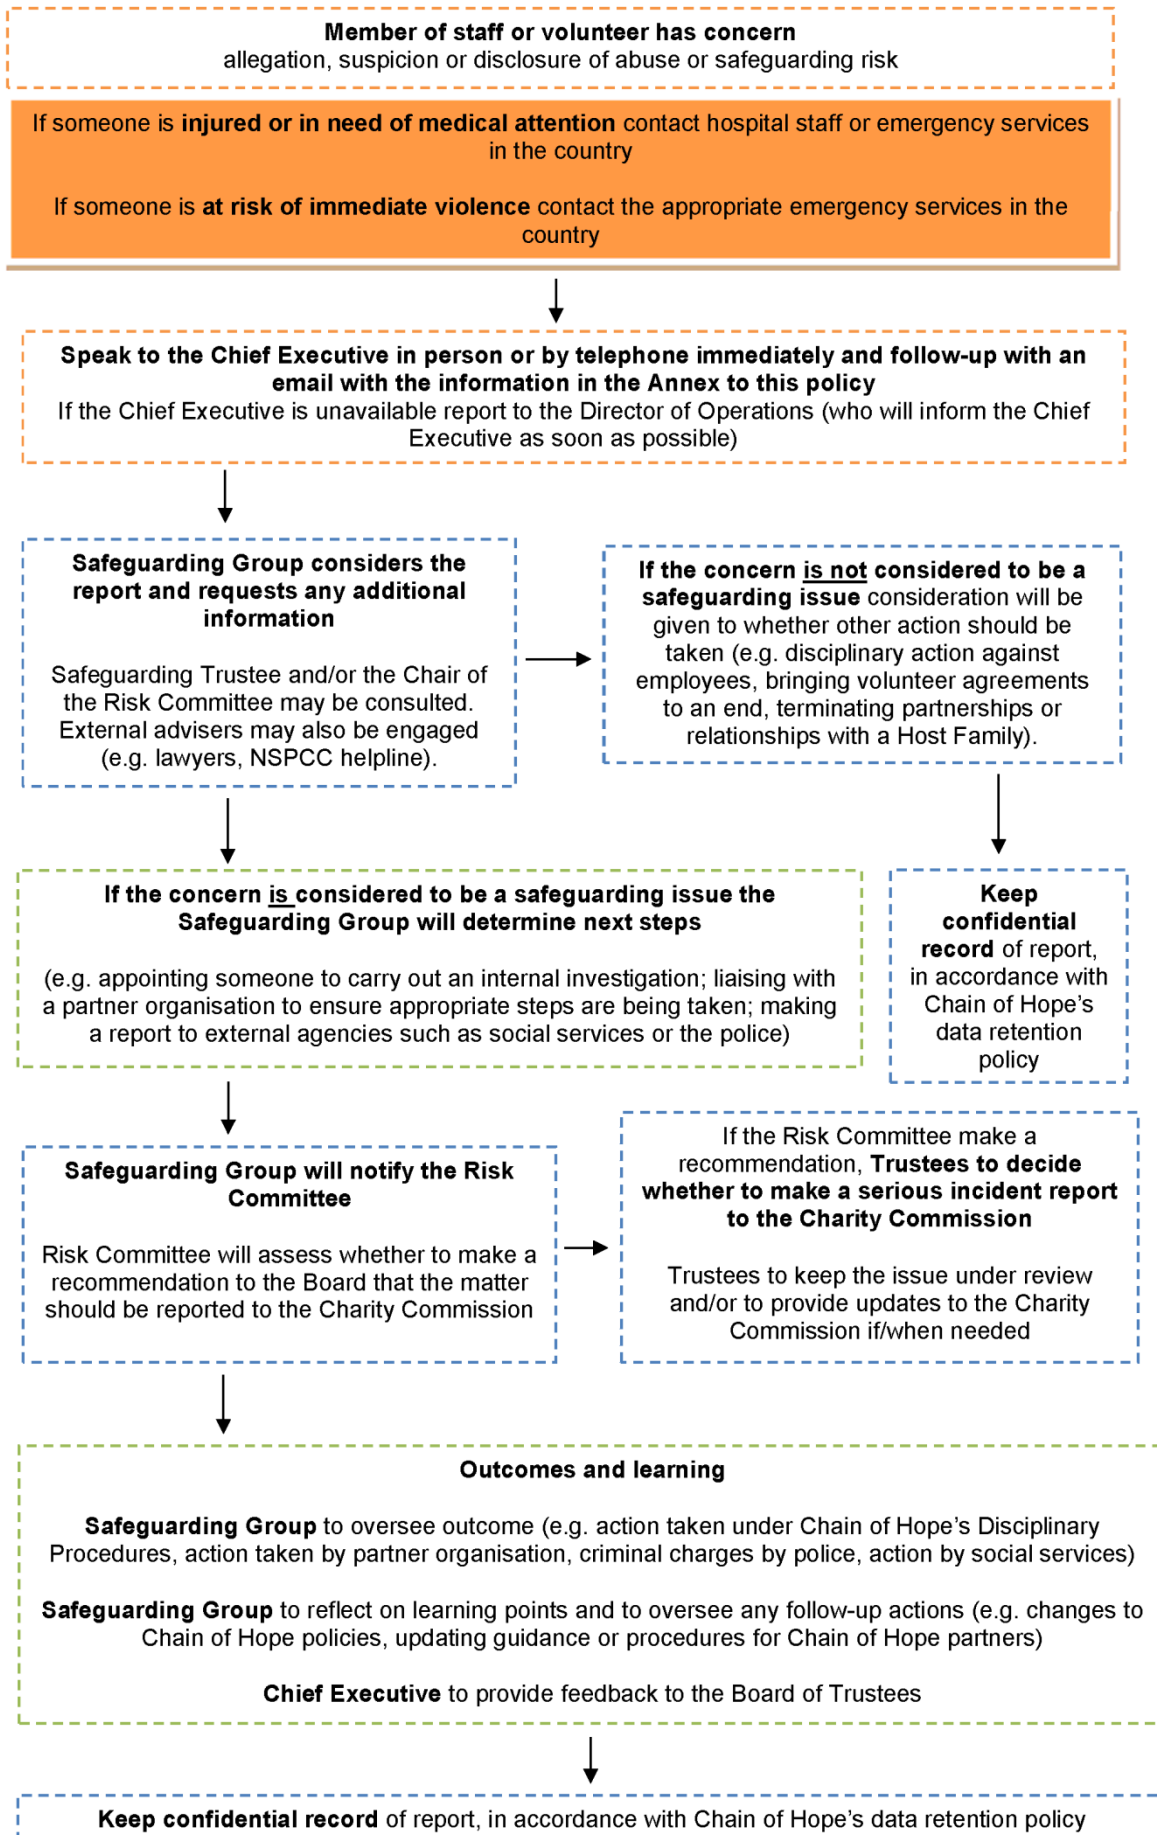 Member of staff or volunteer has concern
allegation, suspicion or disclosure of abuse or safeguarding risk
If someone is injured or in need of medical attention contact hospital staff or emergency services
in the country
If someone is at risk of immediate violence contact the appropriate emergency services in the
country
Speak to the Chief Executive in person or by telephone immediately and follow-up with an
email with the information in the Annex to this policy
If the Chief Executive is unavailable report to the Director of Operations (who will inform the Chief
Executive as soon as possible)
Safeguarding Group considers the
report and requests any additional
information
Safeguarding Trustee and/or the Chair of
the Risk Committee may be consulted.
External advisers may also be engaged
(e.g. lawyers, NSPCC helpline).
If the concern is not considered to be a
safeguarding issue consideration will be
given to whether other action should be
taken (e.g. disciplinary action against
employees, bringing volunteer agreements
to an end, terminating partnerships or
relationships with a Host Family).
If the concern is considered to be a safeguarding issue the
Safeguarding Group will determine next steps
(e.g. appointing someone to carry out an internal investigation; liaising with
a partner organisation to ensure appropriate steps are being taken; making
a report to external agencies such as social services or the police)
Keep
confidential
record of report,
in accordance with
Chain of Hope's
data retention
policy
Safeguarding Group will notify the Risk
Committee
Risk Committee will assess whether to make a
recommendation to the Board that the matter
should be reported to the Charity Commission
If the Risk Committee make a
recommendation, Trustees to decide
whether to make a serious incident report
to the Charity Commission
Trustees to keep the issue under review
and/or to provide updates to the Charity
Commission if/when needed
Outcomes and learning
Safeguarding Group to oversee outcome (e.g. action taken under Chain of Hope's Disciplinary
Procedures, action taken by partner organisation, criminal charges by police, action by social services)
Safeguarding Group to reflect on learning points and to oversee any follow-up actions (e.g. changes to
Chain of Hope policies, updating guidance or procedures for Chain of Hope partners)
Chief Executive to provide feedback to the Board of Trustees
Keep confidential record of report, in accordance with Chain of Hope's data retention policy